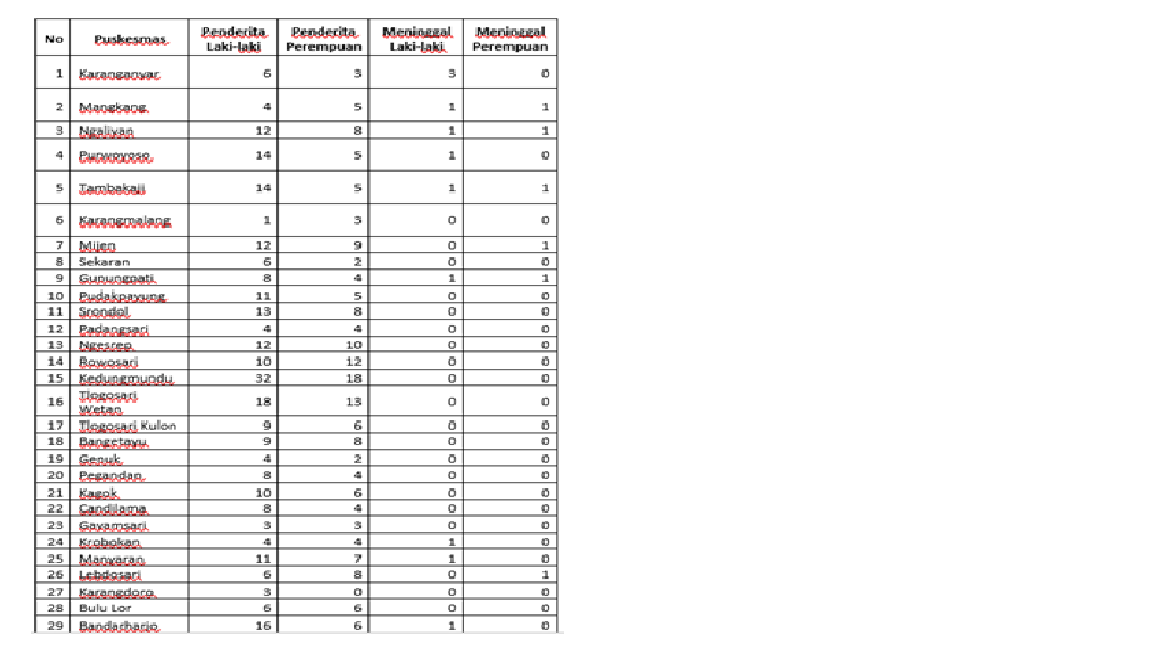 No Puskesmas Penderita Laki-laki Penderita Perempuan Meninggal Laki-laki Meninggal Perempuan
1 Karanganyar 6 3 3 0
2 Mangkang 4 5 1 1
3 Ngaliyan 12 8 1 1
4 Purwoyoso 14 5 1 0
5 Tambakaji 14 5 1 1
6 Karangmalang 1 3 0 0
7 Mijen 12 9 0 1
8 Sekaran 6 2 0 0
9 Gunungpati 8 4 1 1
10 Pudakpayung 11 5 0 0
11 Srondol 13 8 0 0
12 Padangsari 4 4 0 0
13 Ngesrep 12 10 0 0
14 Rowosari 10 12 0 0
15 Kedungmundu 32 18 0 0
16 Tlogosari Wetan 18 13 0 0
17 Tlogosari Kulon 9 6 0 0
18 Bangetayu 9 8 0 0
19 Genuk 4 2 0 0
20 Pegandan 8 4 0 0
21 Kagok 10 6 0 0
22 Candilama 8 4 0 0
23 Gayamsari 3 3 0 0
24 Krobokan 4 4 1 0
25 Manyaran 11 7 1 0
26 Lebdosari 6 8 0 1
27 Karangdoro 3 0 0 0
28 Bulu Lor 6 6 0 0
29 Bandarharjo 16 6 1 0